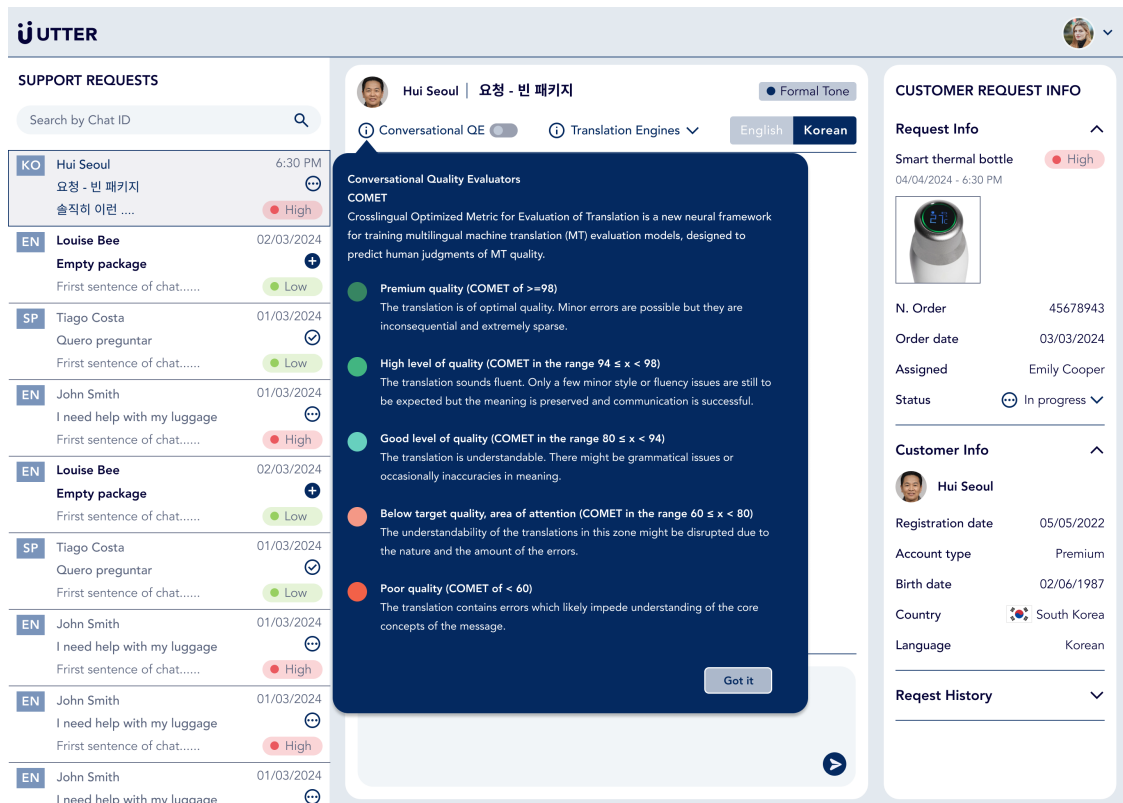 UTTER
SUPPORT REQUESTS
Search by Chat ID
KO
Hui Seoul
6:30 PM
요청 - 빈 패키지
솔직히 이런 ....
High
EN
Louise Bee
02/03/2024
Empty package
Frirst sentence of chat......
Low
SP
Tiago Costa
01/03/2024
Quero preguntar
Frirst sentence of chat......
Low
EN
John Smith
01/03/2024
I need help with my luggage
Frirst sentence of chat......
High
EN
Louise Bee
02/03/2024
Empty package
Frirst sentence of chat......
Low
SP
Tiago Costa
01/03/2024
Quero preguntar
Frirst sentence of chat......
Low
EN
John Smith
01/03/2024
I need help with my luggage
Frirst sentence of chat......
High
EN
John Smith
01/03/2024
I need help with my luggage
Frirst sentence of chat......
High
EN
John Smith
01/03/2024
I need help with my luggage
Hui Seoul | 요청 - 빈 패키지
Formal Tone
Conversational QE
Translation Engines
English
Korean
Conversational Quality Evaluators
COMET
Crosslingual Optimized Metric for Evaluation of Translation is a new neural framework
for training multilingual machine translation (MT) evaluation models, designed to
predict human judgments of MT quality.
Premium quality (COMET of >=98)
The translation is of optimal quality. Minor errors are possible but they are
inconsequential and extremely sparse.
High level of quality (COMET in the range 94 ≤ x < 98)
The translation sounds fluent. Only a few minor style or fluency issues are still to
be expected but the meaning is preserved and communication is successful.
Good level of quality (COMET in the range 80 ≤ x < 94)
The translation is understandable. There might be grammatical issues or
occasionally inaccuracies in meaning.
Below target quality, area of attention (COMET in the range 60 ≤ x < 80)
The understandability of the translations in this zone might be disrupted due to
the nature and the amount of the errors.
Poor quality (COMET of < 60)
The translation contains errors which likely impede understanding of the core
concepts of the message.
Got it
CUSTOMER REQUEST INFO
Request Info
Smart thermal bottle
High
04/04/2024 - 6:30 PM
N. Order
45678943
Order date
03/03/2024
Assigned
Emily Cooper
Status
In progress
Customer Info
Hui Seoul
Registration date
05/05/2022
Account type
Premium
Birth date
02/06/1987
Country
South Korea
Language
Korean
Reqest History